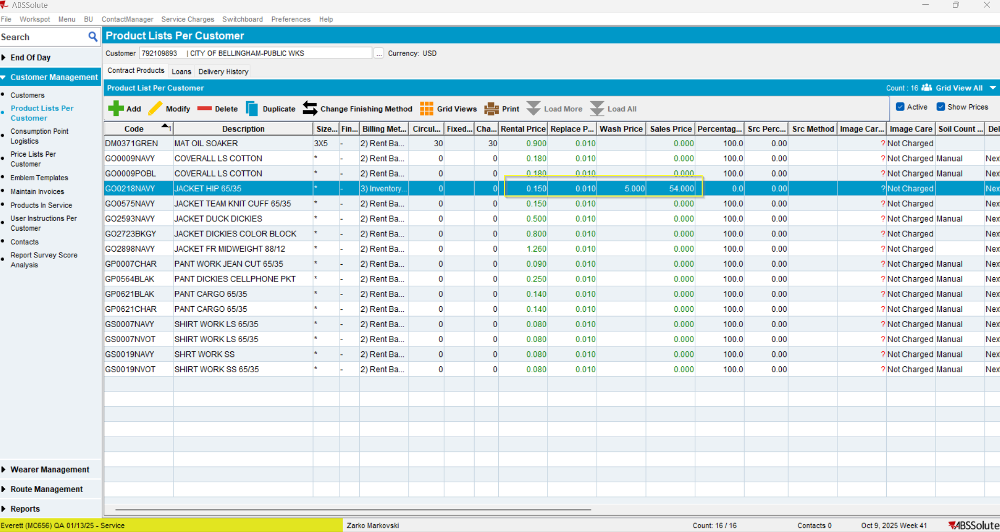 ABSSolute
File Workspot Menu BU ContactManager Service Charges Switchboard Preferences Help
Search
End Of Day
Customer Management
Customers
Product Lists Per
Customer
Consumption Point
Logistics
Price Lists Per
Customer
Emblem Templates
Maintain Invoices
Products In Service
User Instructions Per
Customer
Contacts
Report Survey Score
Analysis
Wearer Management
Route Management
Reports
Product Lists Per Customer
Customer 792109893 | CITY OF BELLINGHAM-PUBLIC WKS ... Currency: USD
Contract Products Loans Delivery History
Product List Per Customer Count : 16 Grid View All
Add Modify Delete Duplicate Change Finishing Method Grid Views Print Load More Load All Active Show Prices
Code 1 Description Size... Fin... Billing Met... Circul... Fixed... Cha... Rental Price Replace P... Wash Price Sales Price Percentag... Src Perc... Src Method Image Car... Image Care Soil Count ... Del
DM0371GREN MAT OIL SOAKER 3X5 - 2) Rent Ba... 30 30 0.900 0.010 0.000 100.0 0.00 ? Not Charged
GO0009NAVY COVERALL LS COTTON * - 2) Rent Ba... 0 0 0.180 0.010 0.000 100.0 0.00 ? Not Charged Manual Nex
GO0009POBL COVERALL LS COTTON * - 2) Rent Ba... 0 0 0.180 0.010 0.000 100.0 0.00 ? Not Charged Manual Nex
GO0218NAVY JACKET HIP 65/35 * - 3) Inventory... 0 0 0.150 0.010 5.000 54.000 0.0 0.00 ? Not Charged Nex
GO0575NAVY JACKET TEAM KNIT CUFF 65/35 * - 2) Rent Ba... 0 0 0.150 0.010 0.000 100.0 0.00 ? Not Charged Nex
GO2593NAVY JACKET DUCK DICKIES * - 2) Rent Ba... 0 0 0.500 0.010 0.000 100.0 0.00 ? Not Charged Manual Nex
GO2723BKGY JACKET DICKIES COLOR BLOCK * - 2) Rent Ba... 0 0 0.800 0.010 0.000 100.0 0.00 ? Not Charged Nex
GO2898NAVY JACKET FR MIDWEIGHT 88/12 * - 2) Rent Ba... 0 0 1.260 0.010 0.000 100.0 0.00 ? Not Charged Nex
GP0007CHAR PANT WORK JEAN CUT 65/35 * - 2) Rent Ba... 0 0 0.090 0.010 0.000 100.0 0.00 ? Not Charged Manual Nex
GP0564BLAK PANT DICKIES CELLPHONE PKT * - 2) Rent Ba... 0 0 0.250 0.010 0.000 100.0 0.00 ? Not Charged Manual Nex
GP0621BLAK PANT CARGO 65/35 * - 2) Rent Ba... 0 0 0.140 0.010 0.000 100.0 0.00 ? Not Charged Manual Nex
GP0621CHAR PANT CARGO 65/35 * - 2) Rent Ba... 0 0 0.140 0.010 0.000 100.0 0.00 ? Not Charged Manual Nex
GS0007NAVY SHIRT WORK LS 65/35 * - 2) Rent Ba... 0 0 0.080 0.010 0.000 100.0 0.00 ? Not Charged Manual Nex
GS0007NVOT SHIRT WORK LS 65/35 * - 2) Rent Ba... 0 0 0.080 0.010 0.000 100.0 0.00 ? Not Charged Manual Nex
GS0019NAVY SHRT WORK SS * - 2) Rent Ba... 0 0 0.080 0.010 0.000 100.0 0.00 ? Not Charged Manual Nex
GS0019NVOT SHIRT WORK SS 65/35 * - 2) Rent Ba... 0 0 0.080 0.010 0.000 100.0 0.00 ? Not Charged Manual Nex
Everett (MC656) QA 01/13/25 - Service Zarko Markovski Count: 16 / 16 Contacts 0 Oct 9, 2025 Week 41 ABSSolute